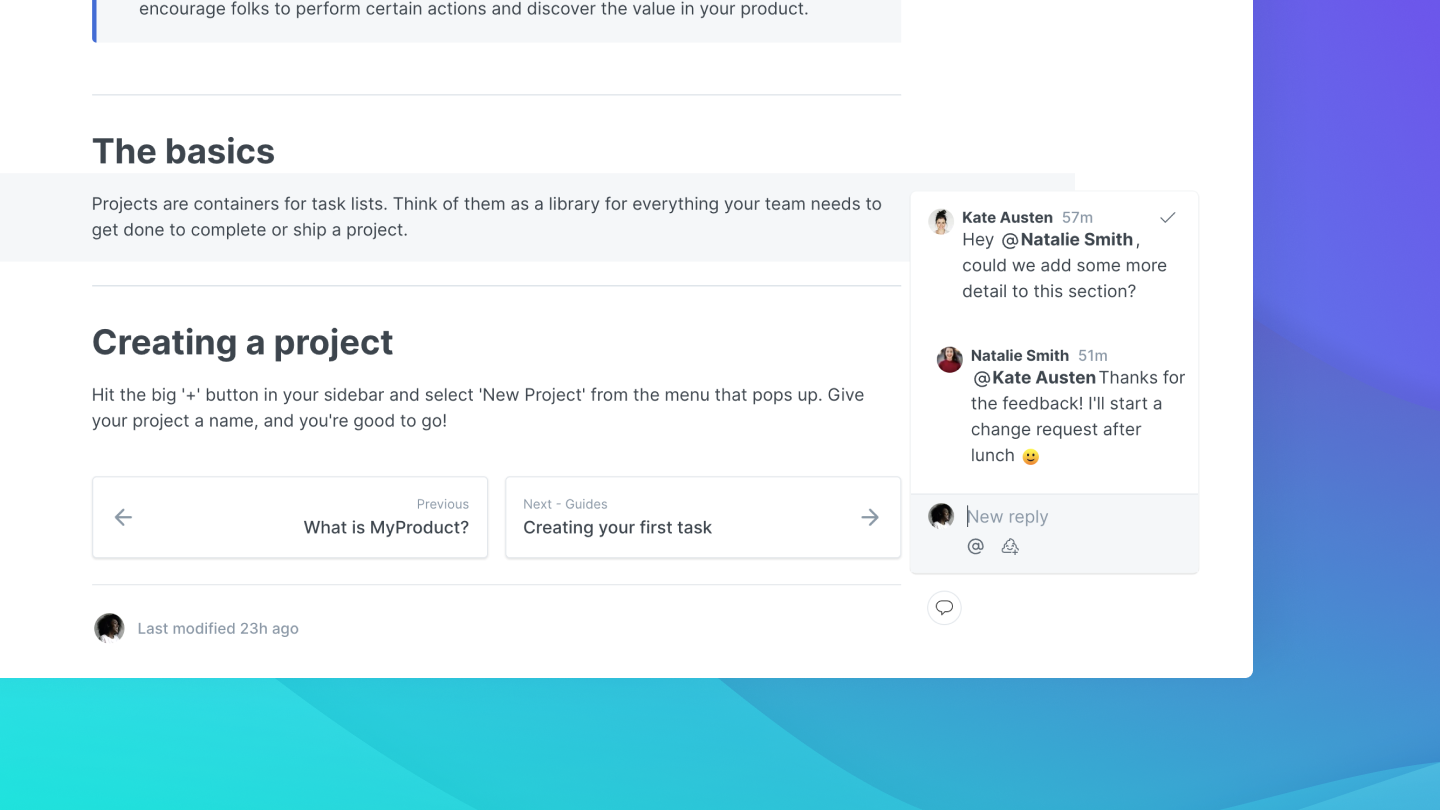 encourage folks to perform certain actions and discover the value in your product.
The basics
Projects are containers for task lists. Think of them as a library for everything your team needs to
get done to complete or ship a project.
Creating a project
Hit the big '+' button in your sidebar and select 'New Project' from the menu that pops up. Give
your project a name, and you're good to go!
Previous
What is MyProduct?
Next - Guides
Creating your first task
Last modified 23h ago
Kate Austen 57m
Hey @Natalie Smith,
could we add some more
detail to this section?
Natalie Smith 51m
@Kate Austen Thanks for
the feedback! I'll start a
change request after
lunch 🙂
New reply
@